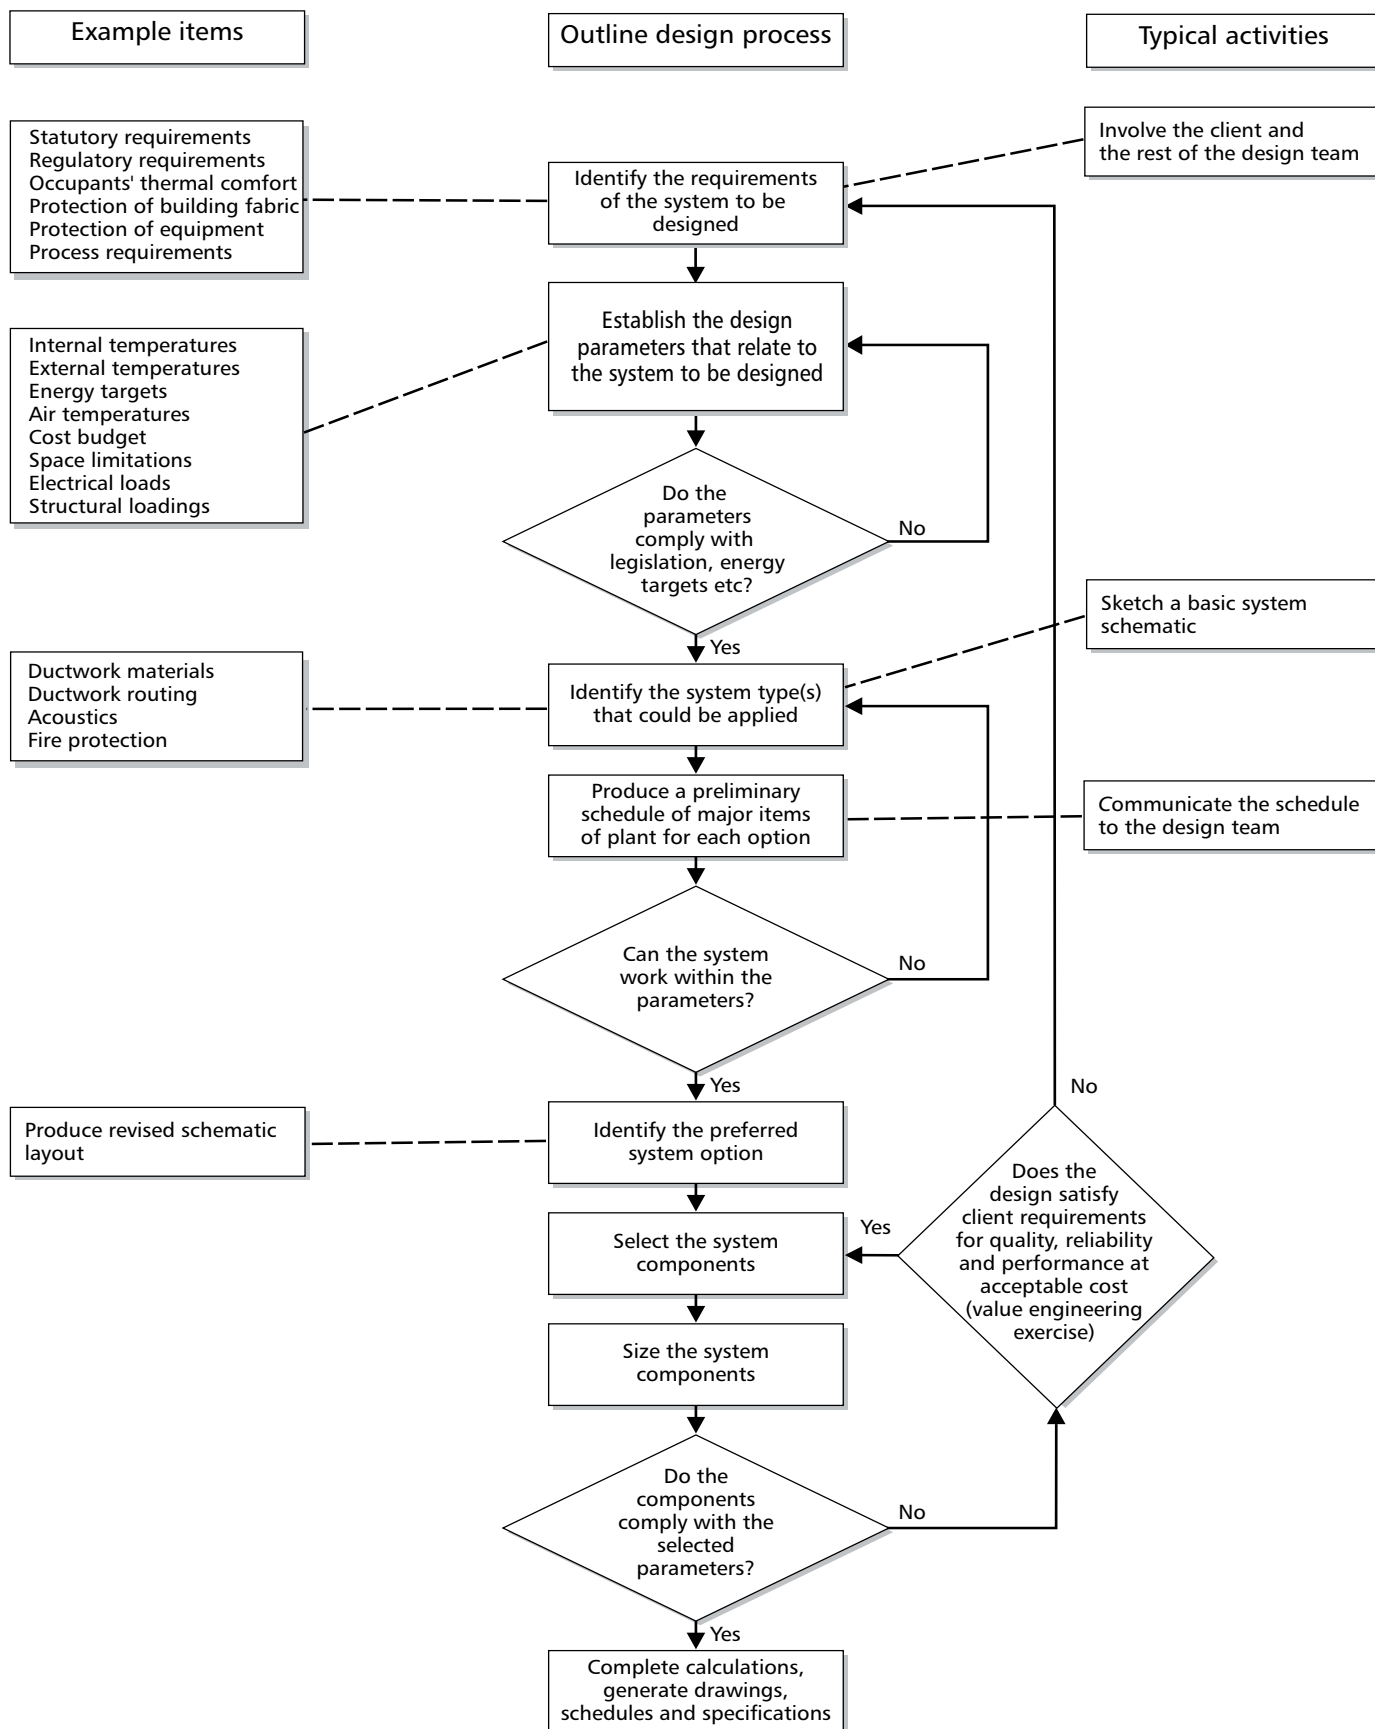 Example items
Outline design process
Typical activities
Statutory requirements
Regulatory requirements
Occupants' thermal comfort
Protection of building fabric
Protection of equipment
Process requirements
Identify the requirements
of the system to be
designed
Involve the client and
the rest of the design team
Internal temperatures
External temperatures
Energy targets
Air temperatures
Cost budget
Space limitations
Electrical loads
Structural loadings
Establish the design
parameters that relate to
the system to be designed
Do the
parameters
comply with
legislation, energy
targets etc?
No
Yes
Ductwork materials
Ductwork routing
Acoustics
Fire protection
Identify the system type(s)
that could be applied
Sketch a basic system
schematic
Produce a preliminary
schedule of major items
of plant for each option
Communicate the schedule
to the design team
Can the system
work within the
parameters?
No
Yes
Produce revised schematic
layout
Identify the preferred
system option
Select the system
components
Yes
No
Does the
design satisfy
client requirements
for quality, reliability
and performance at
acceptable cost
(value engineering
exercise)
Size the system
components
Do the
components
comply with the
selected
parameters?
No
Yes
Complete calculations,
generate drawings,
schedules and specifications